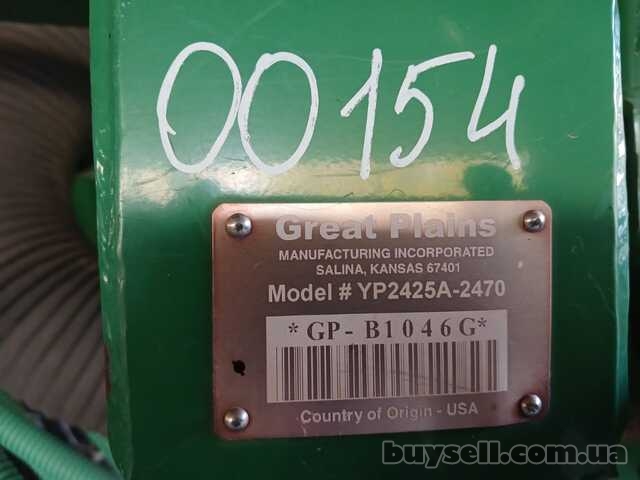 00154
Great Plains
MANUFACTURING INCORPORATED
SALINA, KANSAS 67401
Model # YP2425A-2470
*GP- B1046G*
Country of Origin - USA
buysell.com.ua